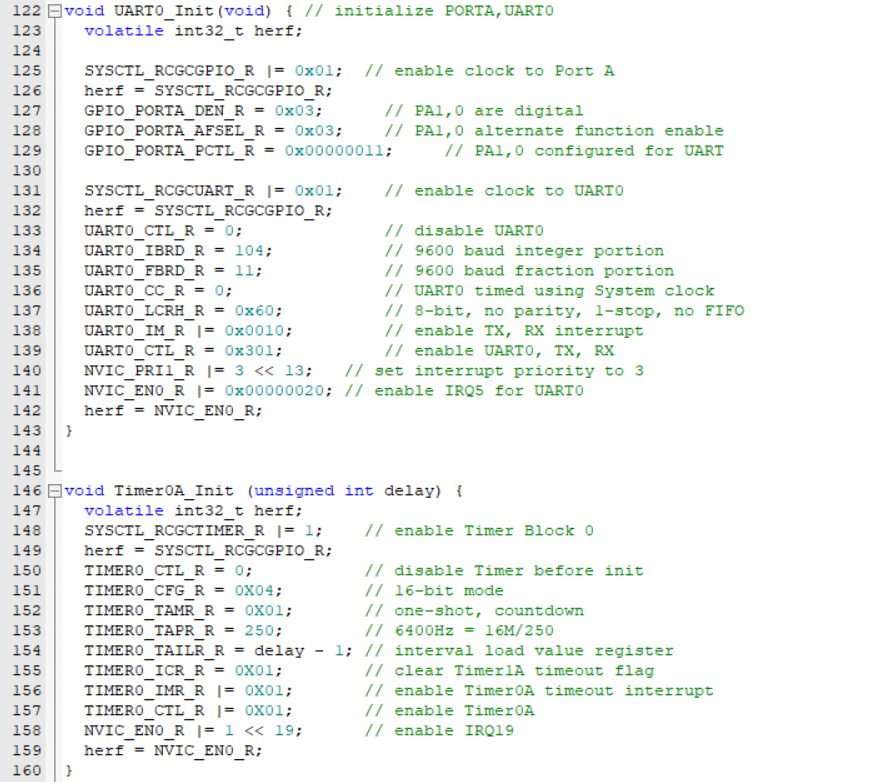 122 void UART0_Init(void) { // initialize PORTA,UART0
123 volatile int32_t herf;
124
125 SYSCTL_RCGCGPIO_R |= 0x01; // enable clock to Port A
126 herf = SYSCTL_RCGCGPIO_R;
127 GPIO_PORTA_DEN_R = 0x03; // PA1,0 are digital
128 GPIO_PORTA_AFSEL_R = 0x03; // PA1,0 alternate function enable
129 GPIO_PORTA_PCTL_R = 0x00000011; // PA1,0 configured for UART
130
131 SYSCTL_RCGCUART_R |= 0x01; // enable clock to UART0
132 herf = SYSCTL_RCGCGPIO_R;
133 UART0_CTL_R = 0; // disable UART0
134 UART0_IBRD_R = 104; // 9600 baud integer portion
135 UART0_FBRD_R = 11; // 9600 baud fraction portion
136 UART0_CC_R = 0; // UART0 timed using System clock
137 UART0_LCRH_R = 0x60; // 8-bit, no parity, 1-stop, no FIFO
138 UART0_IM_R |= 0x0010; // enable TX, RX interrupt
139 UART0_CTL_R = 0x301; // enable UART0, TX, RX
140 NVIC_PRI1_R |= 3 << 13; // set interrupt priority to 3
141 NVIC_EN0_R |= 0x00000020; // enable IRQ5 for UART0
142 herf = NVIC_EN0_R;
143 }
144
145
146 void Timer0A_Init (unsigned int delay) {
147 volatile int32_t herf;
148 SYSCTL_RCGCTIMER_R |= 1; // enable Timer Block 0
149 herf = SYSCTL_RCGCGPIO_R;
150 TIMER0_CTL_R = 0; // disable Timer before init
151 TIMER0_CFG_R = 0X04; // 16-bit mode
152 TIMER0_TAMR_R = 0X01; // one-shot, countdown
153 TIMER0_TAPR_R = 250; // 6400Hz = 16M/250
154 TIMER0_TAILR_R = delay - 1; // interval load value register
155 TIMER0_ICR_R = 0X01; // clear Timer1A timeout flag
156 TIMER0_IMR_R |= 0X01; // enable Timer0A timeout interrupt
157 TIMER0_CTL_R |= 0X01; // enable Timer0A
158 NVIC_EN0_R |= 1 << 19; // enable IRQ19
159 herf = NVIC_EN0_R;
160 }